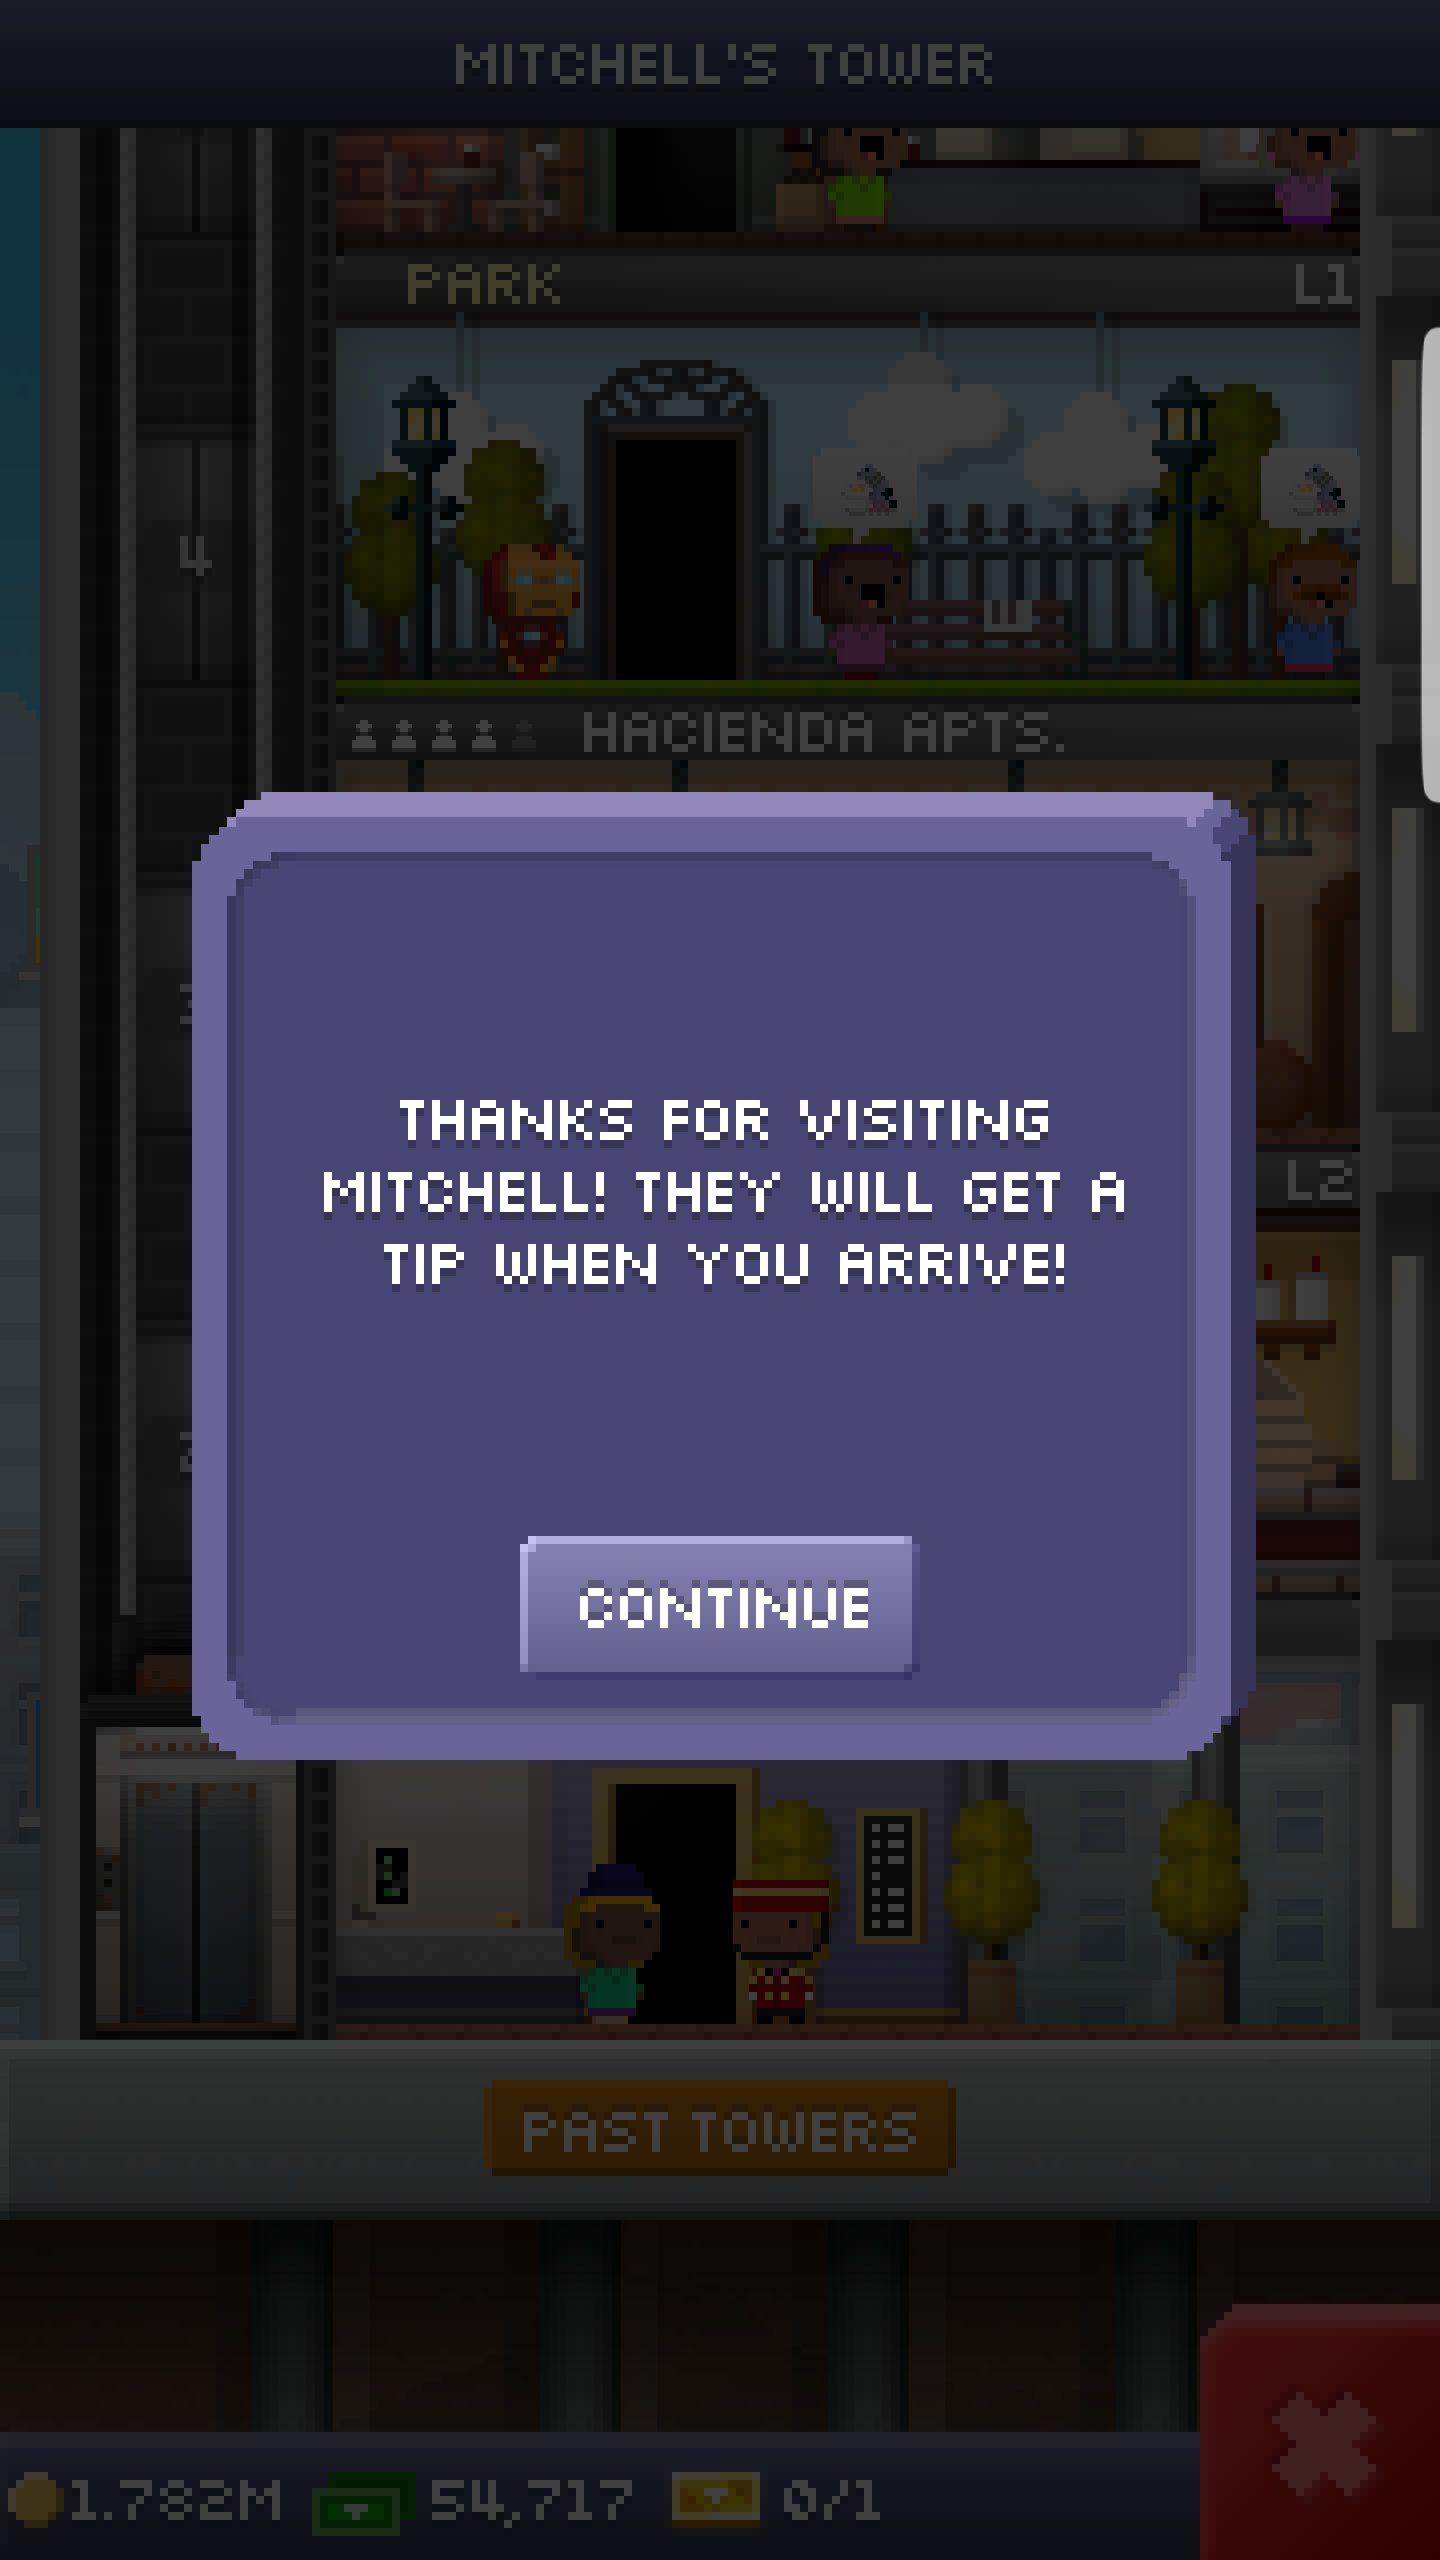 MITCHELL'S TOWER
PARK L1
4
HACIENDA APTS.
THANKS FOR VISITING
MITCHELL! THEY WILL GET A
TIP WHEN YOU ARRIVE!
L2
CONTINUE
PAST TOWERS
1.782M 54,717 0/1